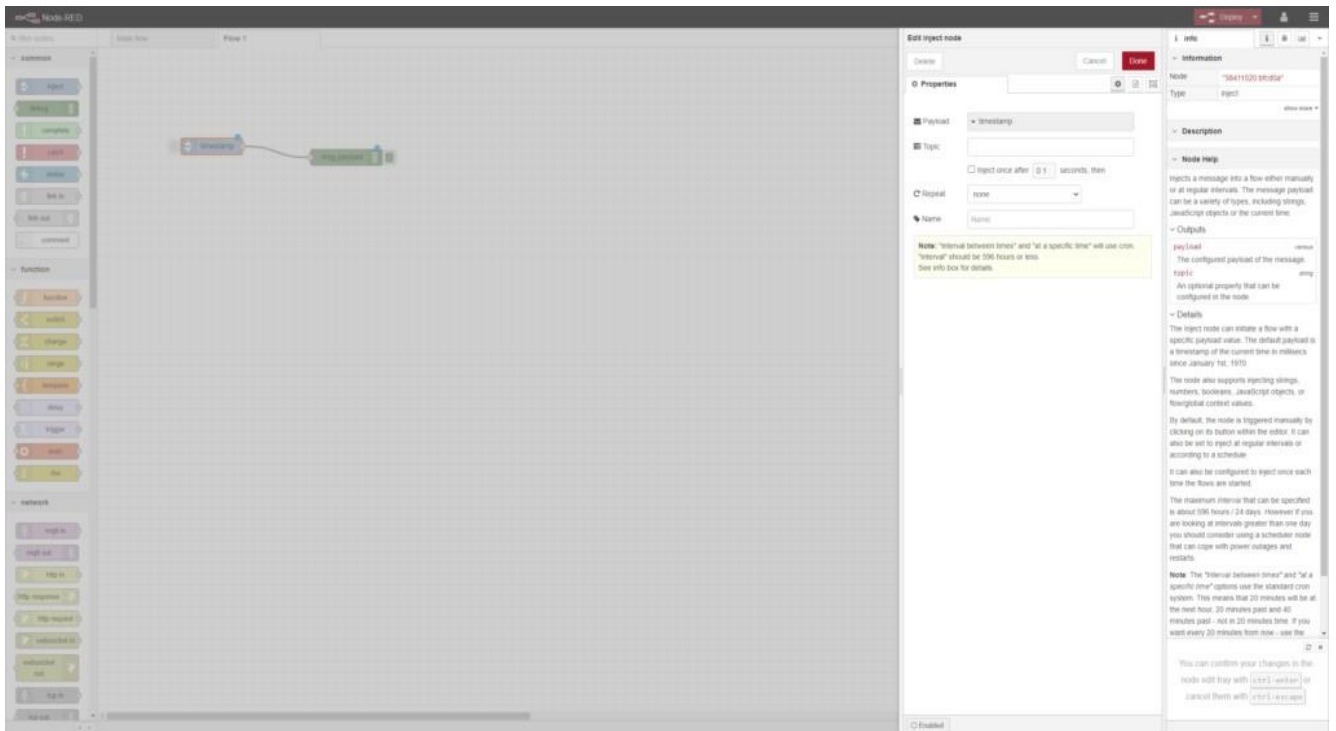 Node-RED
Deploy
filter nodes
Flow 1
common
inject
debug
complete
catch
status
link in
link out
comment
function
function
switch
change
range
template
delay
trigger
exec
rbe
network
mqtt in
mqtt out
http in
http response
http request
websocket in
websocket out
tcp in
tcp out
timestamp
msg.payload
Edit inject node
Delete
Cancel
Done
Properties
Payload
timestamp
Topic
Inject once after 0.1 seconds, then
Repeat
none
Name
Name
Note: "interval between times" and "at a specific time" will use cron.
"interval" should be 596 hours or less.
See info box for details.
Enabled
info
Information
Node
Type
inject
show more
Description
Node Help
Injects a message into a flow either manually
or at regular intervals. The message payload
can be a variety of types, including strings,
JavaScript objects or the current time.
Outputs
payload various
The configured payload of the message.
topic string
An optional property that can be
configured in the node
Details
The Inject node can initiate a flow with a
specific payload value. The default payload is
a timestamp of the current time in millisecs
since January 1st, 1970.
The node also supports injecting strings,
numbers, booleans, JavaScript objects, or
flow/global context values.
By default, the node is triggered manually by
clicking on its button within the editor. It can
also be set to inject at regular intervals or
according to a schedule.
It can also be configured to inject once each
time the flows are started.
The maximum interval that can be specified
is about 596 hours / 24 days. However if you
are looking at intervals greater than one day
you should consider using a scheduler node
that can cope with power outages and
restarts.
Note: The "Interval between times" and "at a
specific time" options use the standard cron
system. This means that 20 minutes will be at
the next hour, 20 minutes past and 40
minutes past - not in 20 minutes time. If you
want every 20 minutes from now - use the
You can confirm your changes in the
node edit tray with ctrl-enter or
cancel them with ctrl-escape